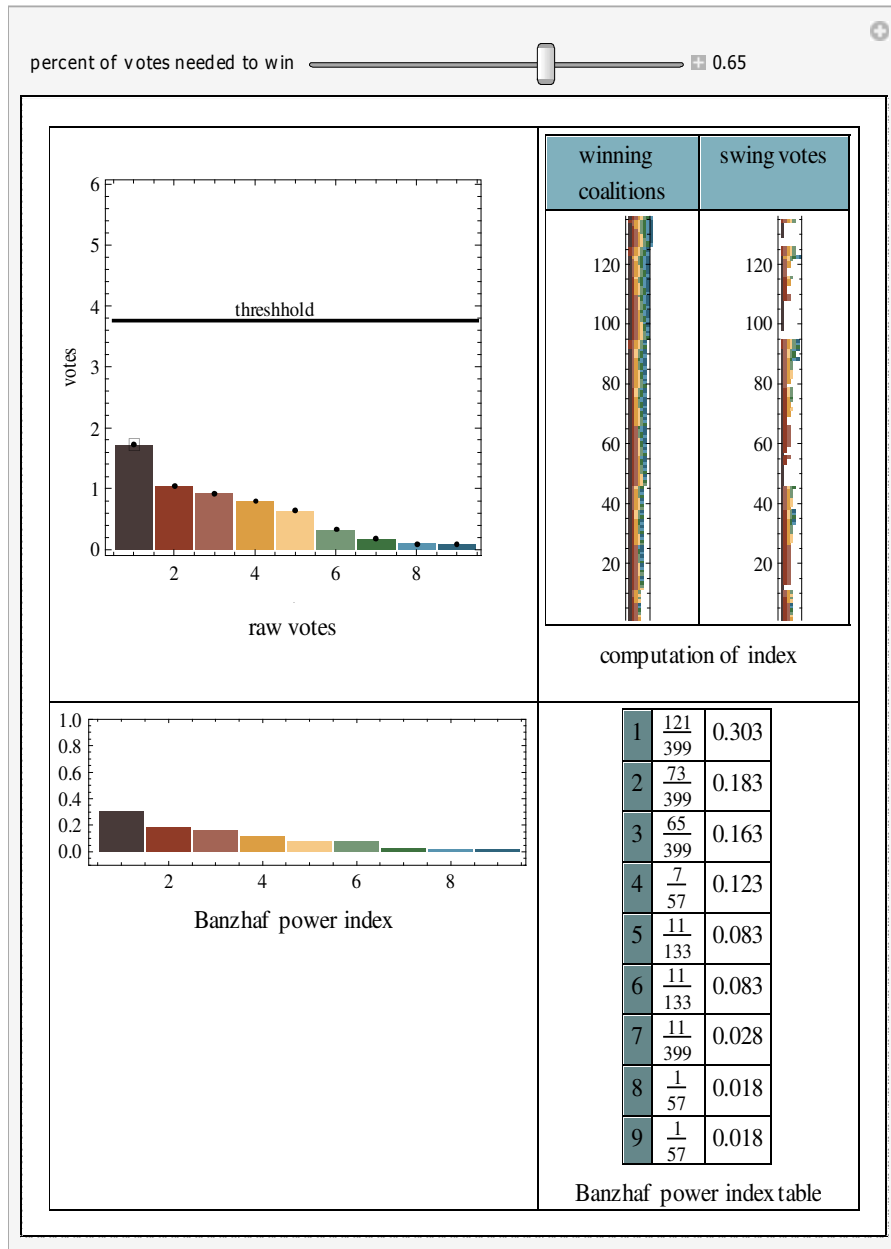 percent of votes needed to win 0.65
6
5
4
3
2
1
0
votes
threshhold
2 4 6 8
raw votes
winning coalitions
swing votes
120
100
80
60
40
20
120
100
80
60
40
20
computation of index
1.0
0.8
0.6
0.4
0.2
0.0
2 4 6 8
Banzhaf power index
1 121/399 0.303
2 73/399 0.183
3 65/399 0.163
4 7/57 0.123
5 11/133 0.083
6 11/133 0.083
7 11/399 0.028
8 1/57 0.018
9 1/57 0.018
Banzhaf power index table